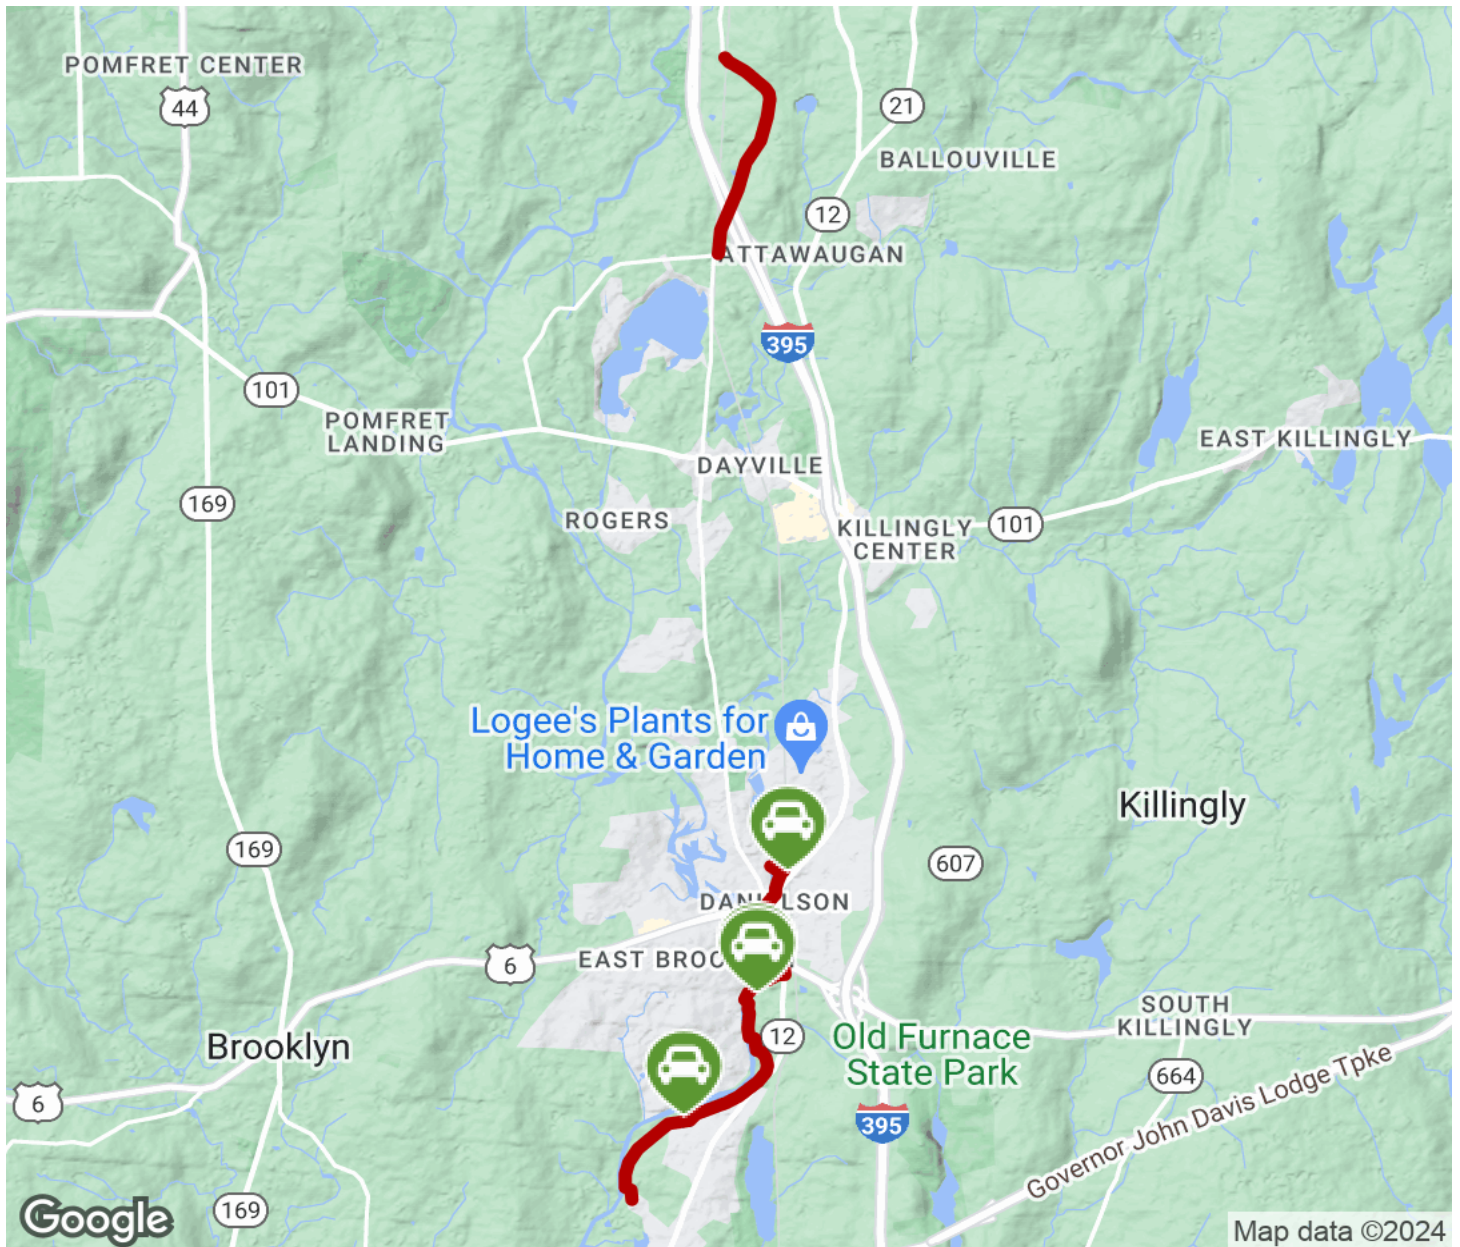 POMFRET CENTER
44
21
BALLOUVILLE
12
ATTAWAUGAN
395
101
POMFRET
LANDING
EAST KILLINGLY
DAYVILLE
169
ROGERS
KILLINGLY
CENTER
101
Logee's Plants for
Home & Garden
Killingly
169
607
DANIELSON
EAST BROO
6
SOUTH
KILLINGLY
12
Old Furnace
State Park
Brooklyn
664
6
395
Governor John Davis Lodge Tpke
169
Google
Map data ©2024